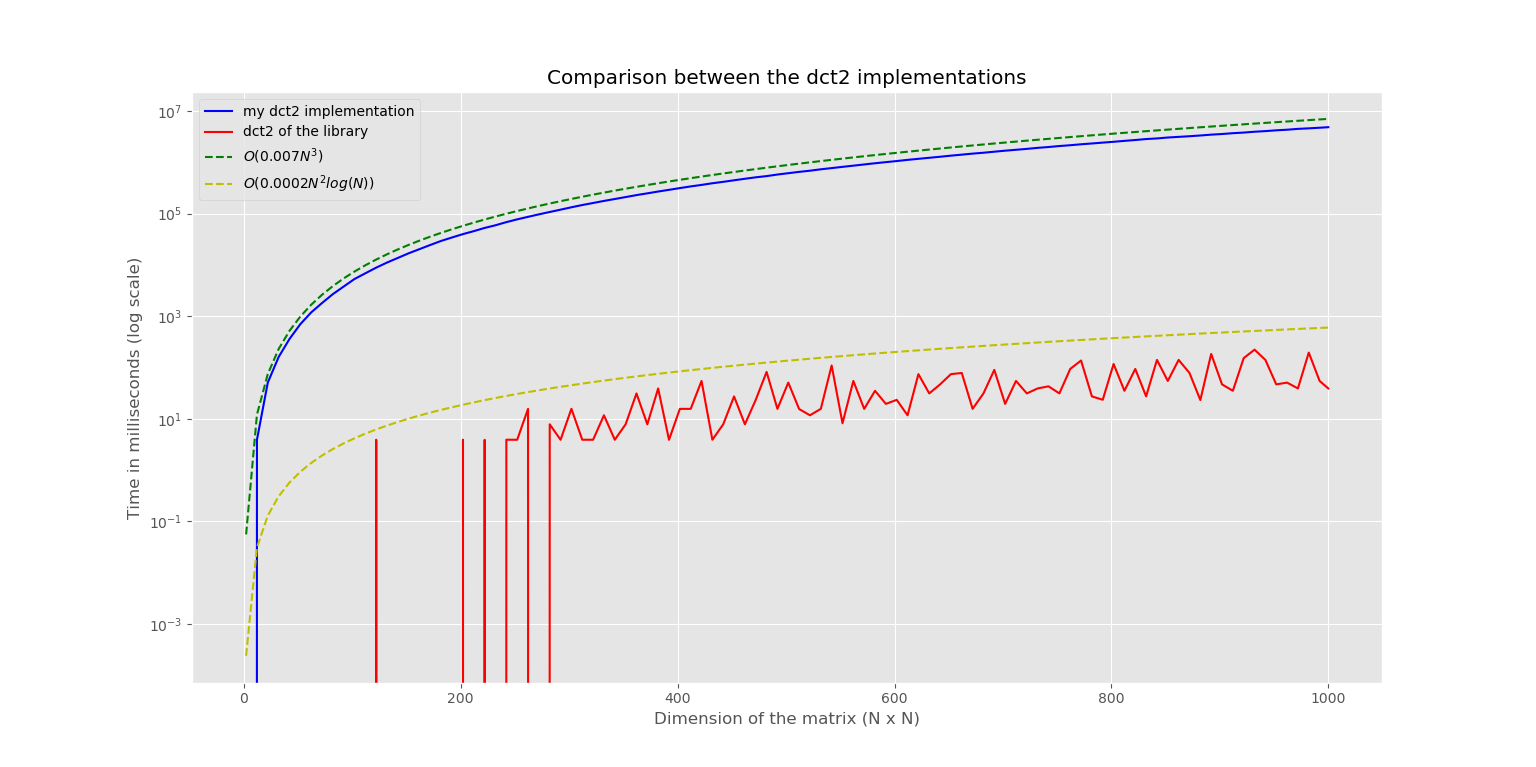 Comparison between the dct2 implementations
my dct2 implementation
dct2 of the library
O(0.007N³)
O(0.0002N²log(N))
Time in milliseconds (log scale)
10⁷
10⁵
10³
10¹
10⁻¹
10⁻³
0 200 400 600 800 1000
Dimension of the matrix (N x N)